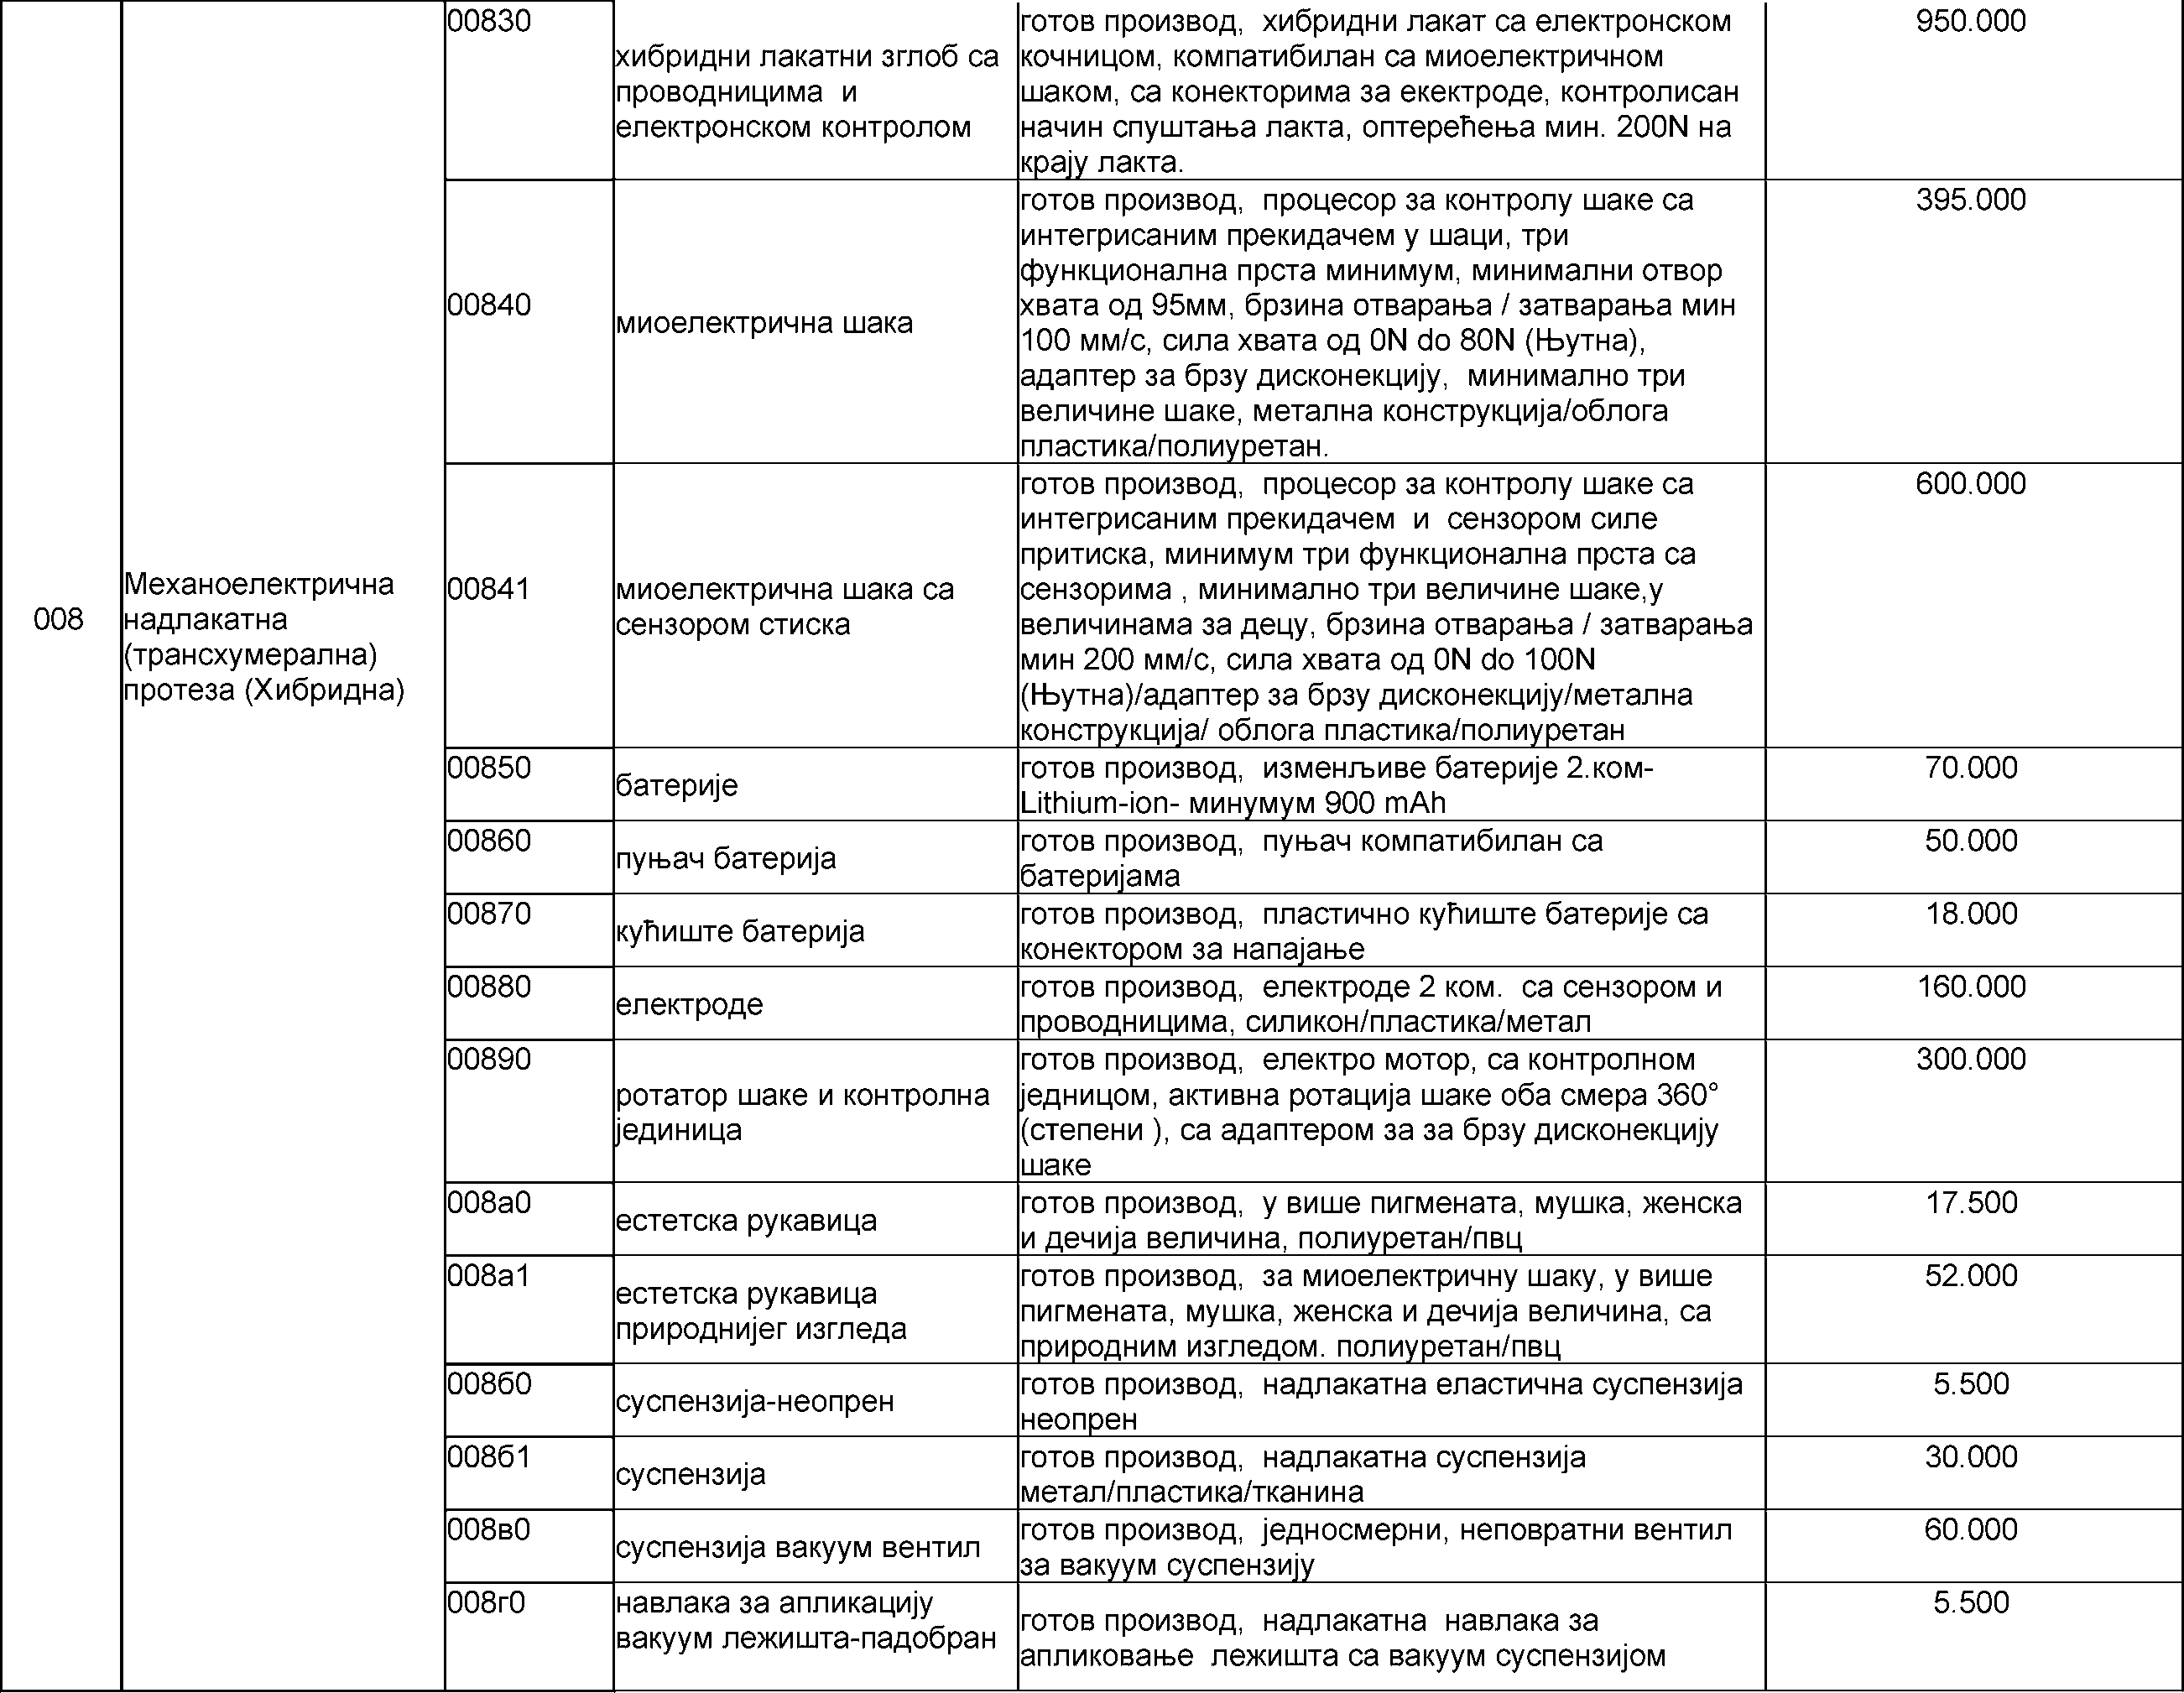 008
Механоелектрична
надлакатна
(трансхумерална)
протеза (Хибридна)
00830
хибридни лакатни зглоб са
проводницима и
електронском контролом
готов производ, хибридни лакат са електронском
кочницом, компатибилан са миоелектричном
шаком, са конекторима за екектроде, контролисан
начин спуштања лакта, оптерећења мин. 200N на
крају лакта.
950.000
00840
миоелектрична шака
готов производ, процесор за контролу шаке са
интегрисаним прекидачем у шаци, три
функционална прста минимум, минимални отвор
хвата од 95мм, брзина отварања / затварања мин
100 мм/с, сила хвата од 0N do 80N (Њутна),
адаптер за брзу дисконекцију, минимално три
величине шаке, метална конструкција/облога
пластика/полиуретан.
395.000
00841
миоелектрична шака са
сензором стиска
готов производ, процесор за контролу шаке са
интегрисаним прекидачем и сензором силе
притиска, минимум три функционална прста са
сензорима , минимално три величине шаке,у
величинама за децу, брзина отварања / затварања
мин 200 мм/с, сила хвата од 0N do 100N
(Њутна)/адаптер за брзу дисконекцију/метална
конструкција/ облога пластика/полиуретан
600.000
00850
батерије
готов производ, изменљиве батерије 2.ком-
Lithium-ion- минумум 900 mAh
70.000
00860
пуњач батерија
готов производ, пуњач компатибилан са
батеријама
50.000
00870
кућиште батерија
готов производ, пластично кућиште батерије са
конектором за напајање
18.000
00880
електроде
готов производ, електроде 2 ком. са сензором и
проводницима, силикон/пластика/метал
160.000
00890
ротатор шаке и контролна
јединица
готов производ, електро мотор, са контролном
једницом, активна ротација шаке оба смера 360°
(степени ), са адаптером за за брзу дисконекцију
шаке
300.000
008а0
естетска рукавица
готов производ, у више пигмената, мушка, женска
и дечија величина, полиуретан/пвц
17.500
008а1
естетска рукавица
природнијег изгледа
готов производ, за миоелектричну шаку, у више
пигмената, мушка, женска и дечија величина, са
природним изгледом. полиуретан/пвц
52.000
008б0
суспензија-неопрен
готов производ, надлакатна еластична суспензија
неопрен
5.500
008б1
суспензија
готов производ, надлакатна суспензија
метал/пластика/тканина
30.000
008в0
суспензија вакуум вентил
готов производ, једносмерни, неповратни вентил
за вакуум суспензију
60.000
008г0
навлака за апликацију
вакуум лежишта-падобран
готов производ, надлакатна навлака за
апликовање лежишта са вакуум суспензијом
5.500